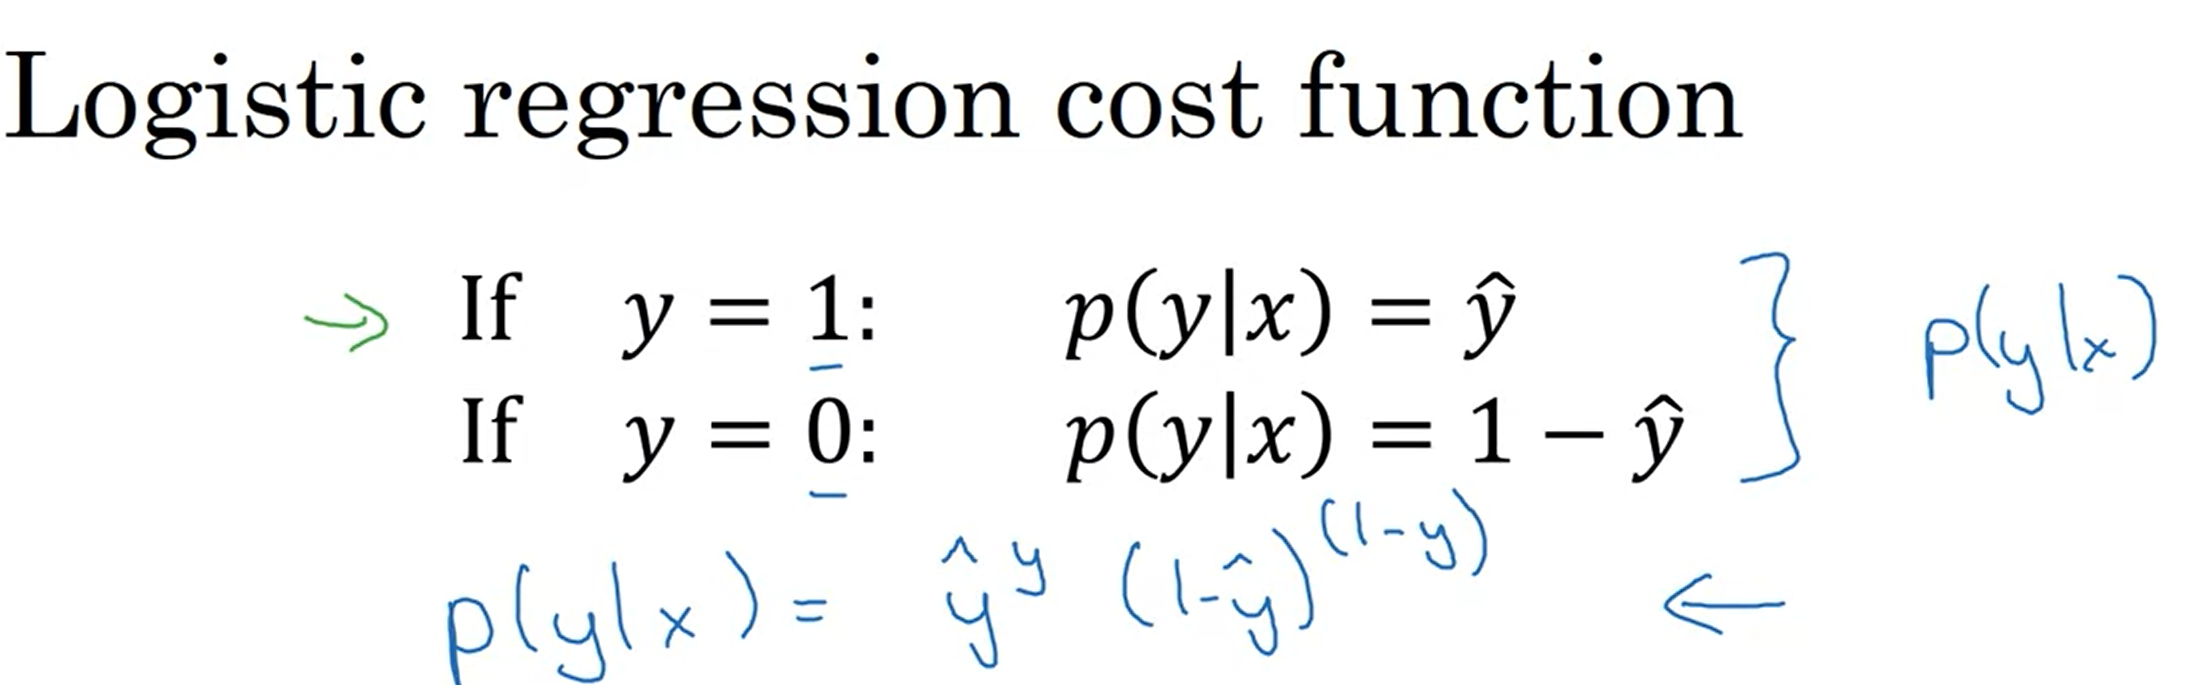 Logistic regression cost function
If y = 1: p(y|x) = ŷ
If y = 0: p(y|x) = 1 − ŷ
p(y|x)
p(y|x) = ŷ^y (1-ŷ)^(1-y)